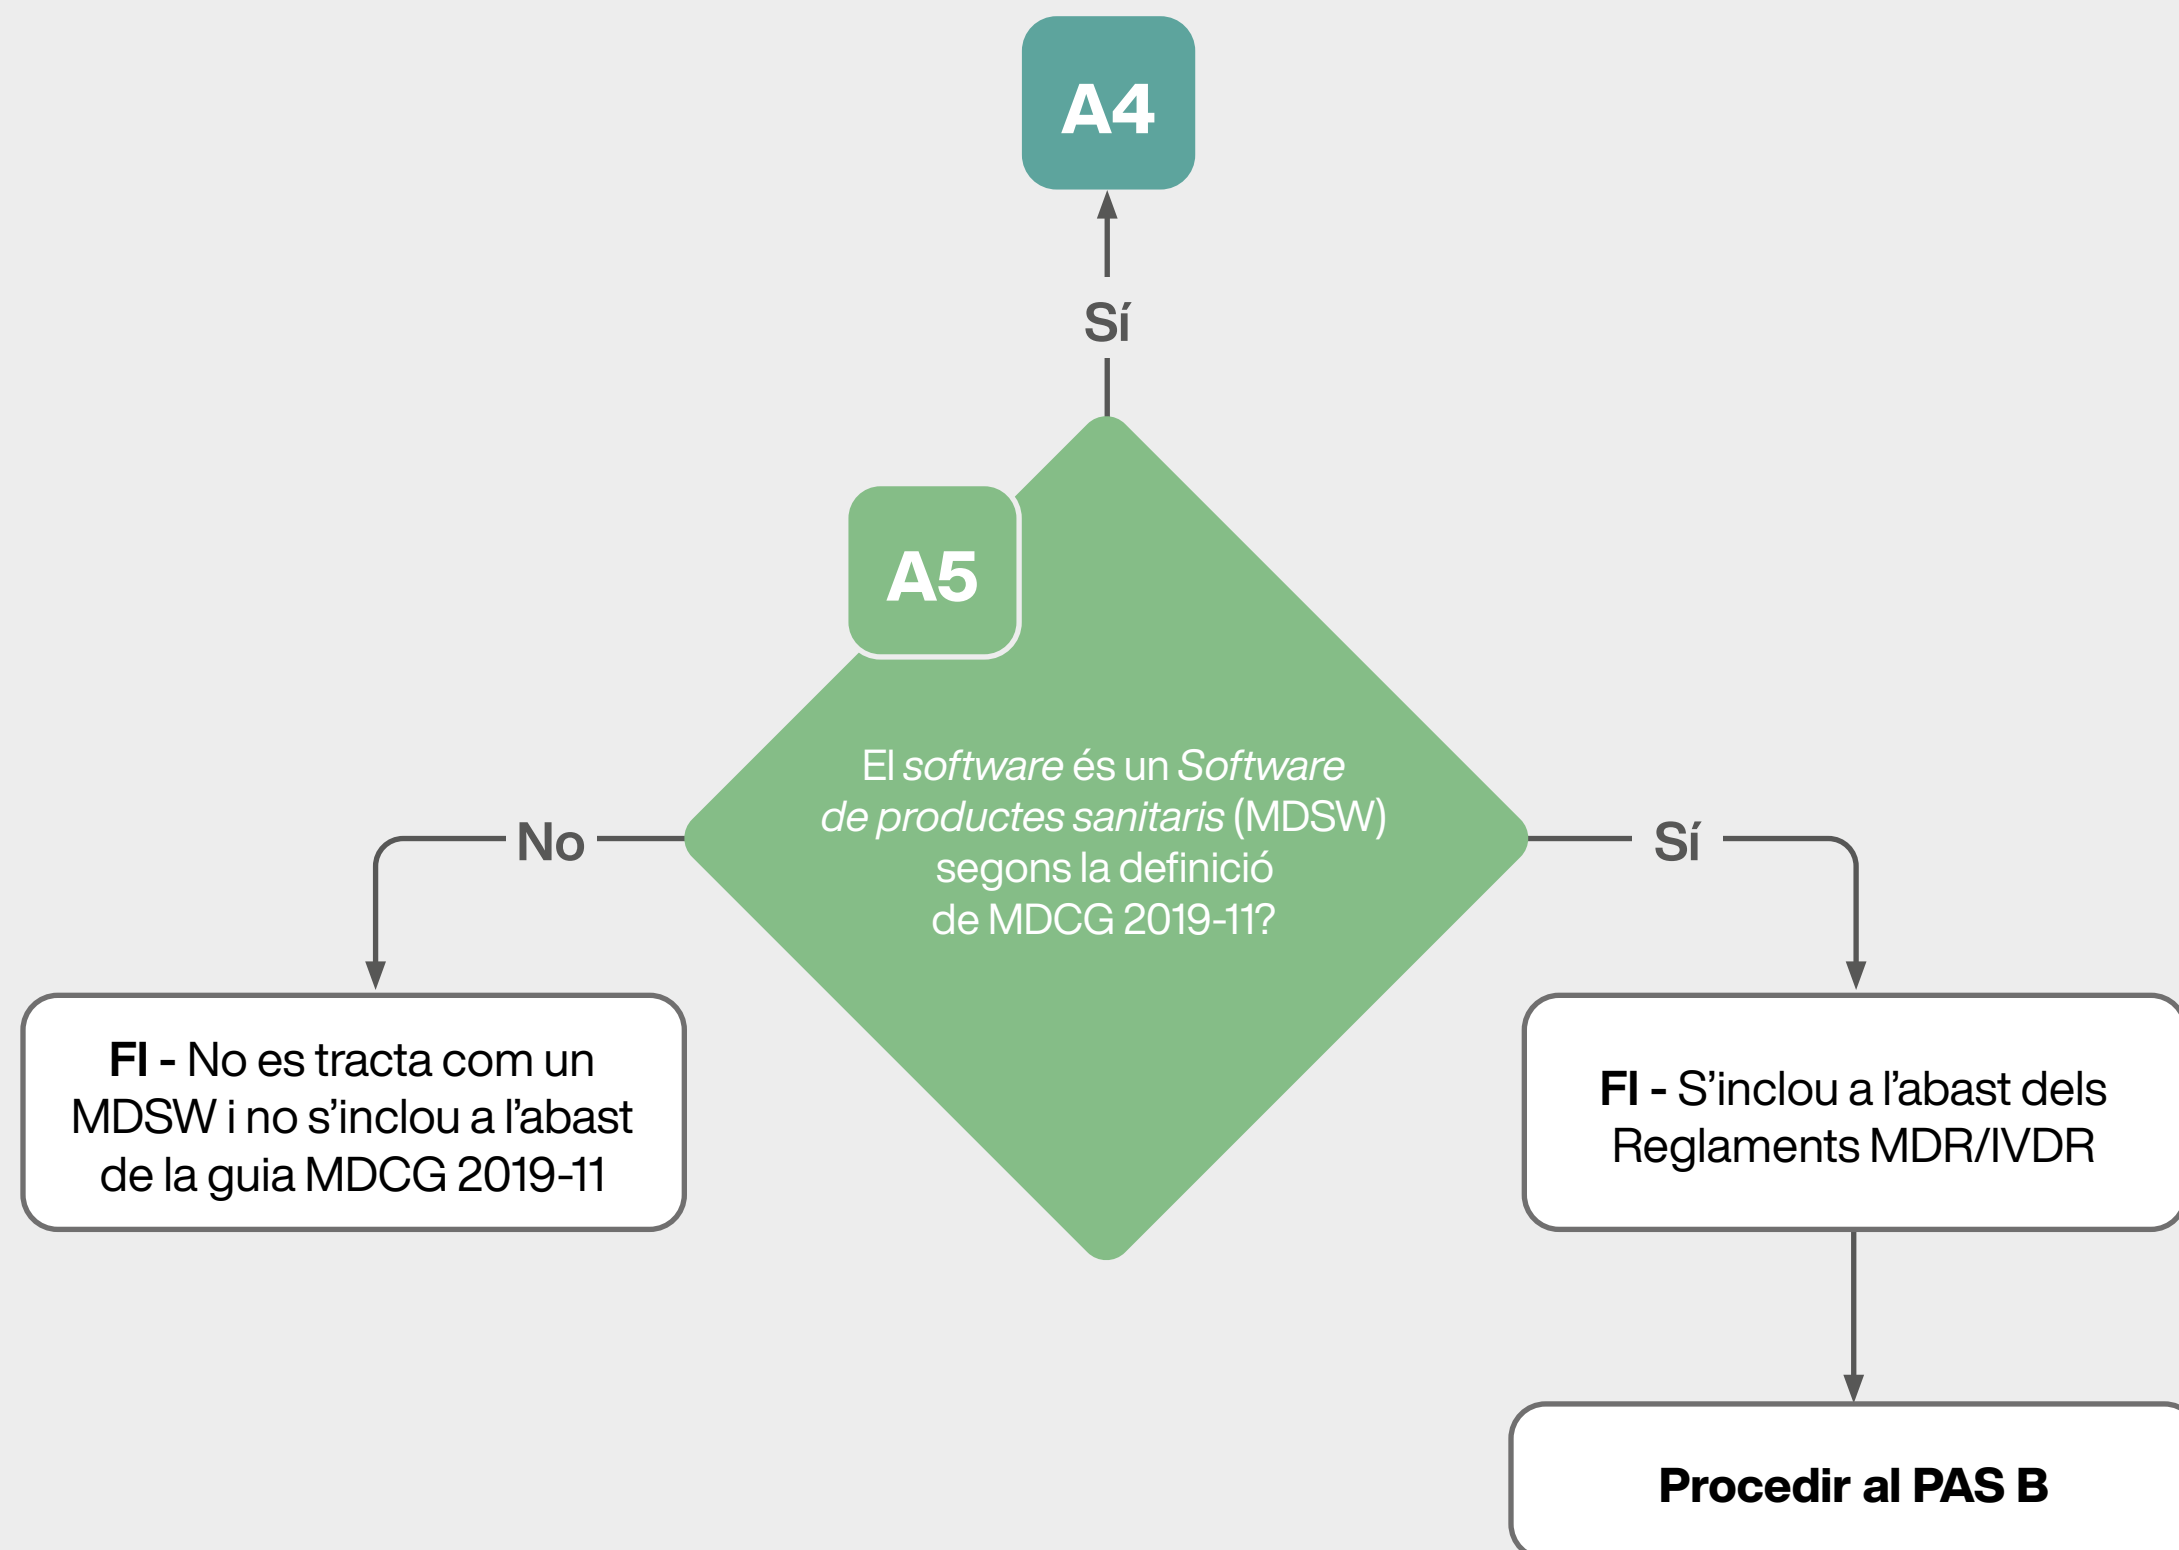 A4
Sí
A5
El software és un Software
de productes sanitaris (MDSW)
segons la definició
de MDCG 2019-11?
No
Sí
FI - No es tracta com un
MDSW i no s'inclou a l'abast
de la guia MDCG 2019-11
FI - S'inclou a l'abast dels
Reglaments MDR/IVDR
Procedir al PAS B